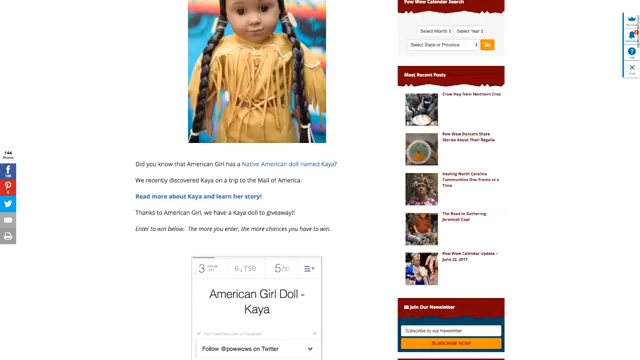 Pow Wow Calendar Search
Select Month
Select Year
Select State or Province
Go
Most Recent Posts
Crow Hop from Northern Cree
Pow Wow Dancers Share
Stories About Their Regalia
Healing North Carolina
Communities One Frame at a
Time
The Road to Gathering:
Jeremiah Capi
Pow Wow Calendar Update –
June 22, 2017
Join Our Newsletter
Subscribe to our Newsletter
SUBSCRIBE NOW!
144
Shares
Did you know that American Girl has a Native American doll named Kaya?
We recently discovered Kaya on a trip to the Mall of America.
Read more about Kaya and learn her story!
Thanks to American Girl, we have a Kaya doll to giveaway!!
Enter to win below. The more you enter, the more chances you have to win.
3
6,750
American Girl Doll -
Kaya
Follow @powwows on Twitter